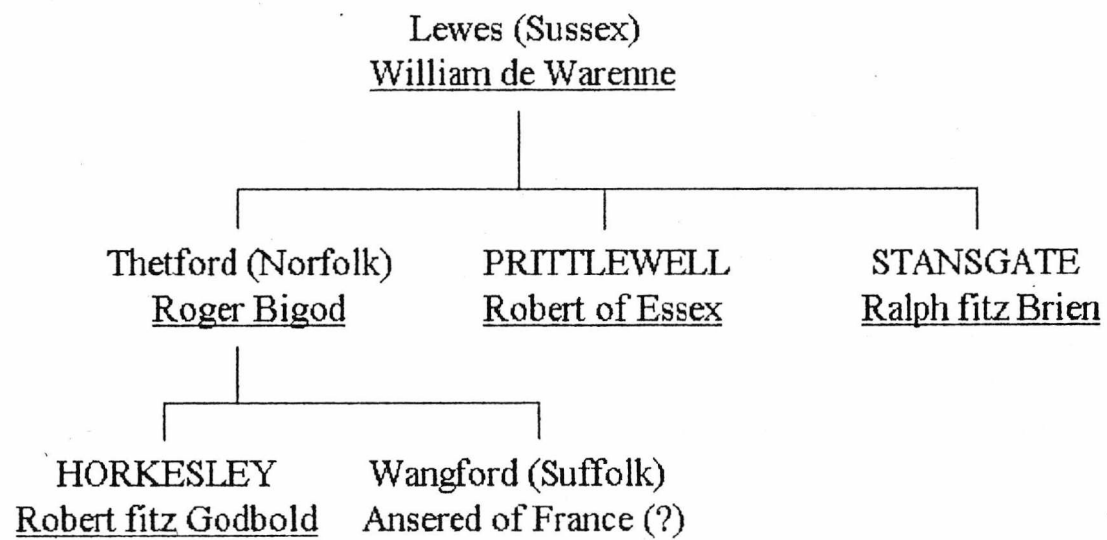 Lewes (Sussex)
William de Warenne
Thetford (Norfolk)
Roger Bigod
PRITTLEWELL
Robert of Essex
STANSGATE
Ralph fitz Brien
HORKESLEY
Robert fitz Godbold
Wangford (Suffolk)
Ansered of France (?)